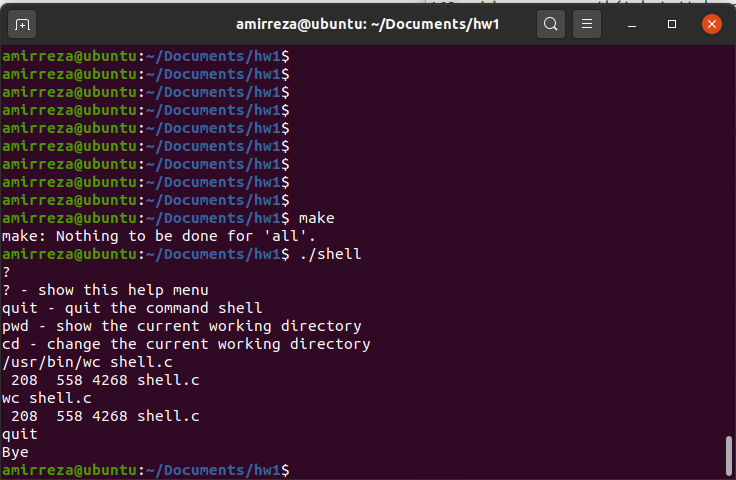 amirreza@ubuntu: ~/Documents/hw1
amirreza@ubuntu:~/Documents/hw1$
amirreza@ubuntu:~/Documents/hw1$
amirreza@ubuntu:~/Documents/hw1$
amirreza@ubuntu:~/Documents/hw1$
amirreza@ubuntu:~/Documents/hw1$
amirreza@ubuntu:~/Documents/hw1$
amirreza@ubuntu:~/Documents/hw1$
amirreza@ubuntu:~/Documents/hw1$
amirreza@ubuntu:~/Documents/hw1$
amirreza@ubuntu:~/Documents/hw1$ make
make: Nothing to be done for 'all'.
amirreza@ubuntu:~/Documents/hw1$ ./shell
?
? - show this help menu
quit - quit the command shell
pwd - show the current working directory
cd - change the current working directory
/usr/bin/wc shell.c
 208  558 4268 shell.c
wc shell.c
 208  558 4268 shell.c
quit
Bye
amirreza@ubuntu:~/Documents/hw1$